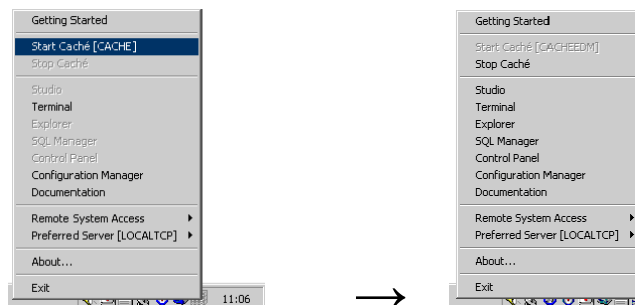 Getting Started
Start Caché [CACHE]
Stop Caché
Studio
Terminal
Explorer
SQL Manager
Control Panel
Configuration Manager
Documentation
Remote System Access
Preferred Server [LOCALTCP]
About...
Exit
11:06
Getting Started
Start Caché [CACHEEDM]
Stop Caché
Studio
Terminal
Explorer
SQL Manager
Control Panel
Configuration Manager
Documentation
Remote System Access
Preferred Server [LOCALTCP]
About...
Exit